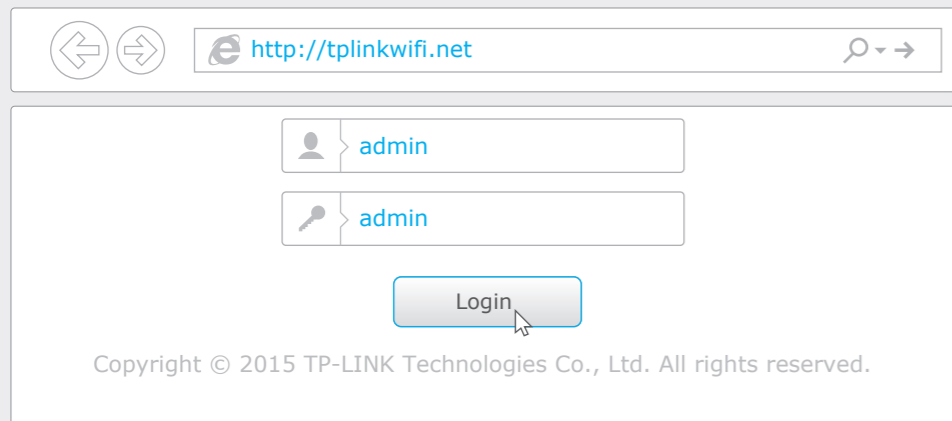 http://tplinkwifi.net
admin
admin
Login
Copyright © 2015 TP-LINK Technologies Co., Ltd. All rights reserved.